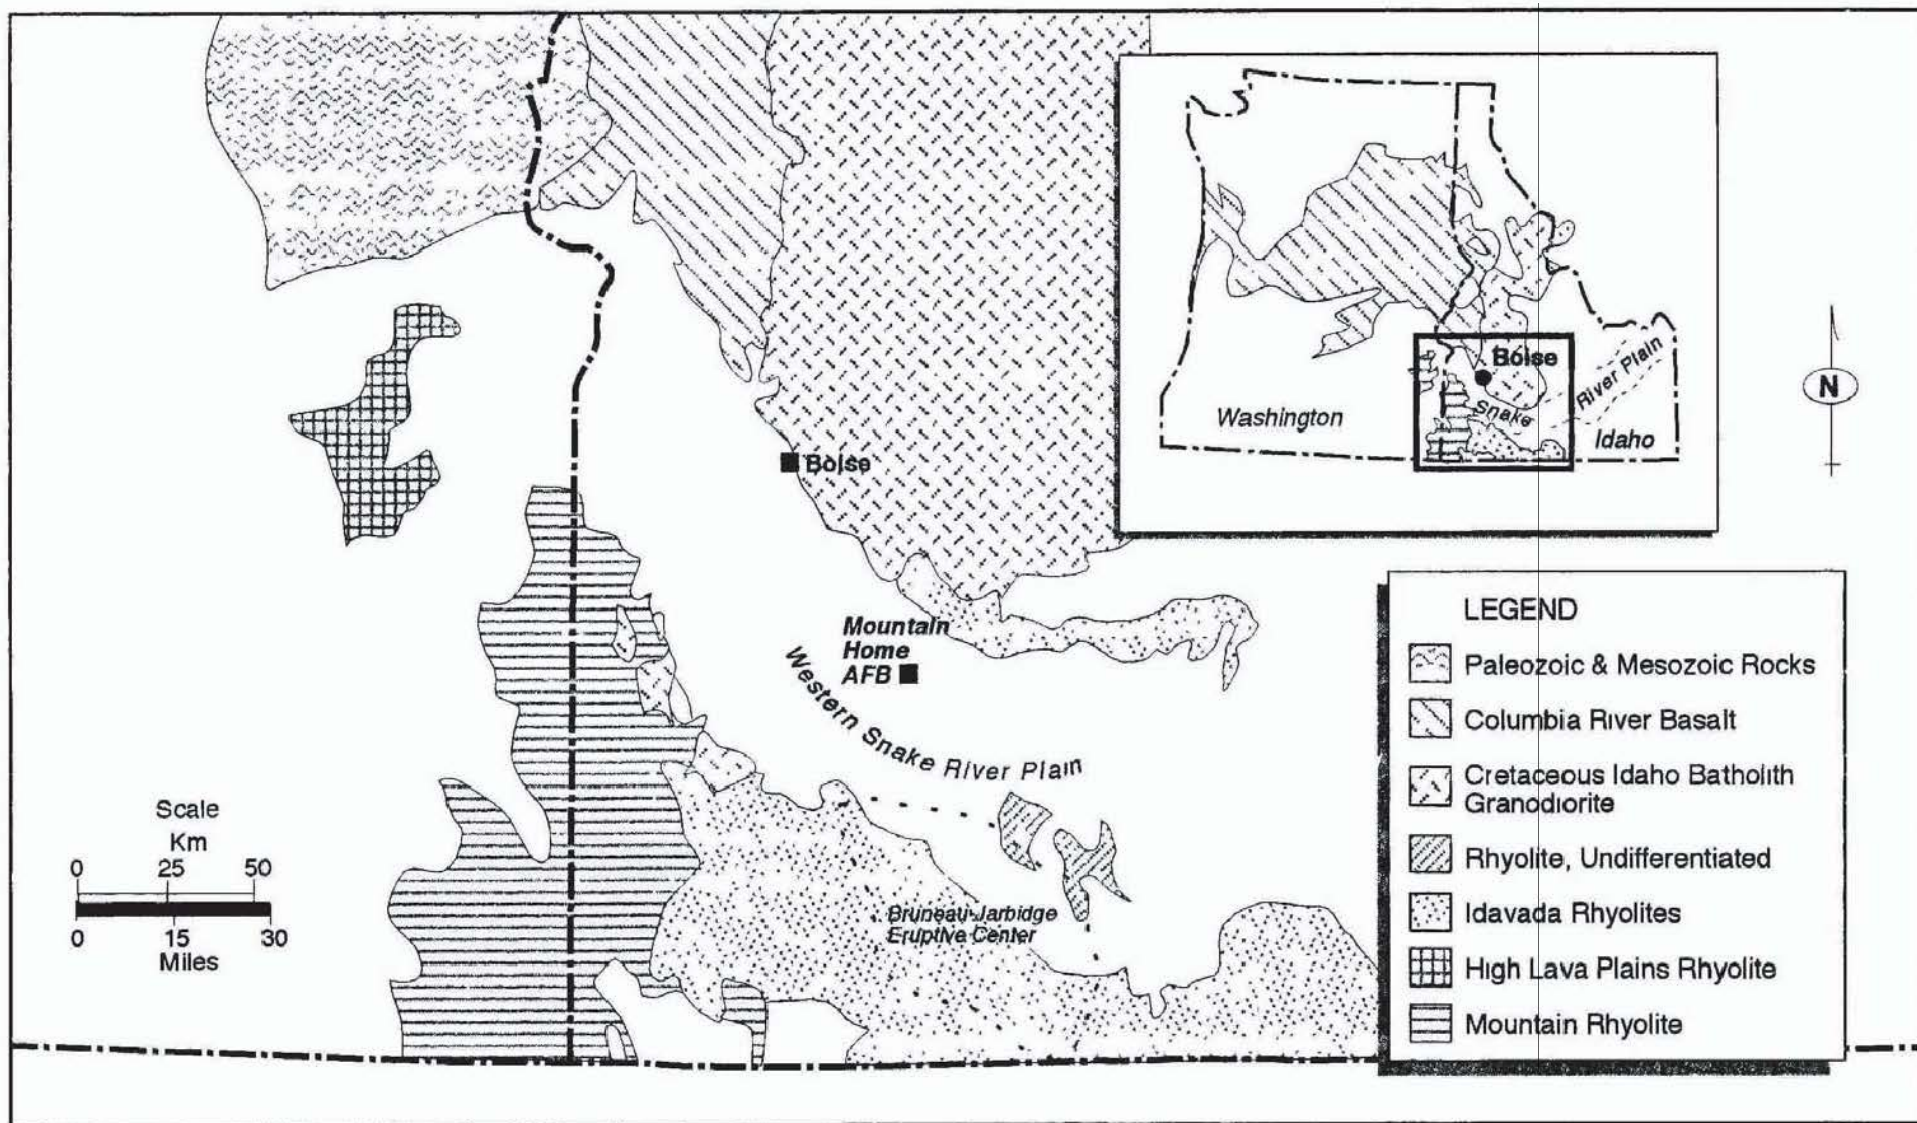 Boise
Mountain
Home
AFB
Western Snake River Plain
Bruneau-Jarbidge
Eruptive Center
Scale
Km
0 25 50
0 15 30
Miles
Washington
Boise
Snake River Plain
Idaho
N
LEGEND
Paleozoic & Mesozoic Rocks
Columbia River Basalt
Cretaceous Idaho Batholith
Granodiorite
Rhyolite, Undifferentiated
Idavada Rhyolites
High Lava Plains Rhyolite
Mountain Rhyolite